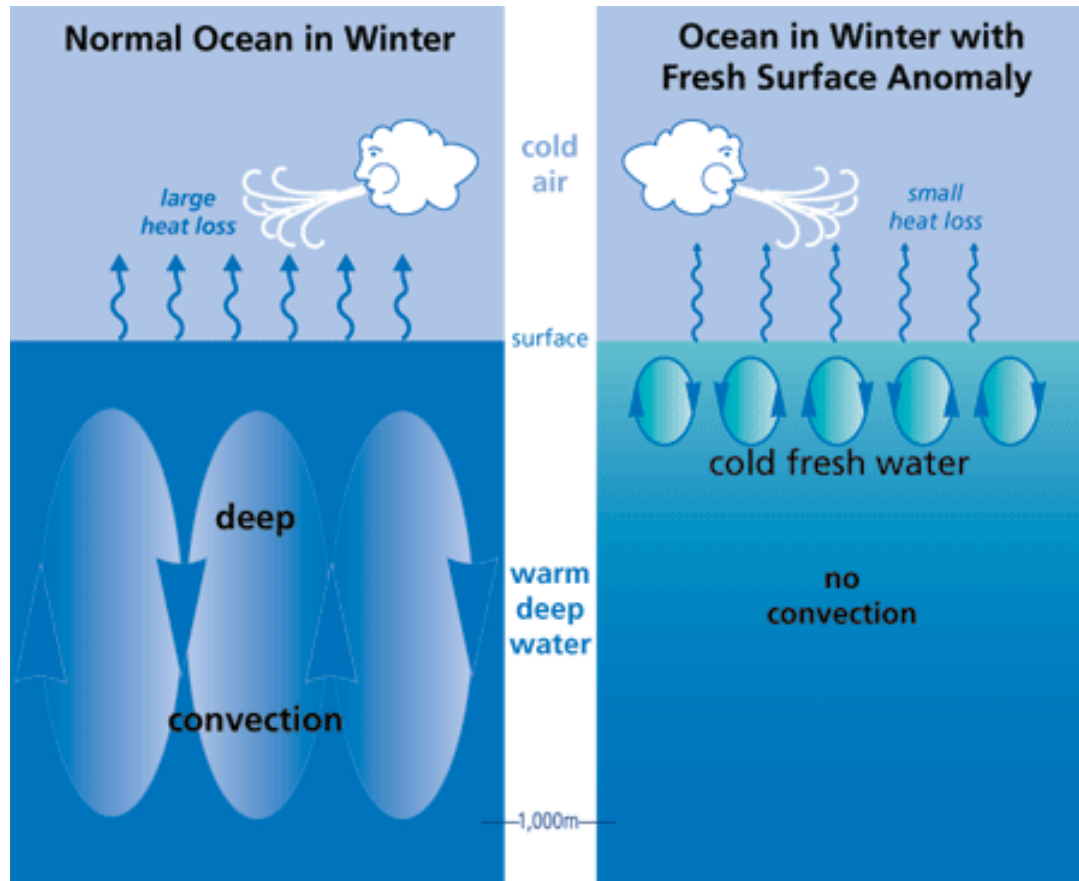 Normal Ocean in Winter
large
heat loss
deep
convection
cold
air
surface
warm
deep
water
1,000m
Ocean in Winter with
Fresh Surface Anomaly
small
heat loss
cold fresh water
no
convection